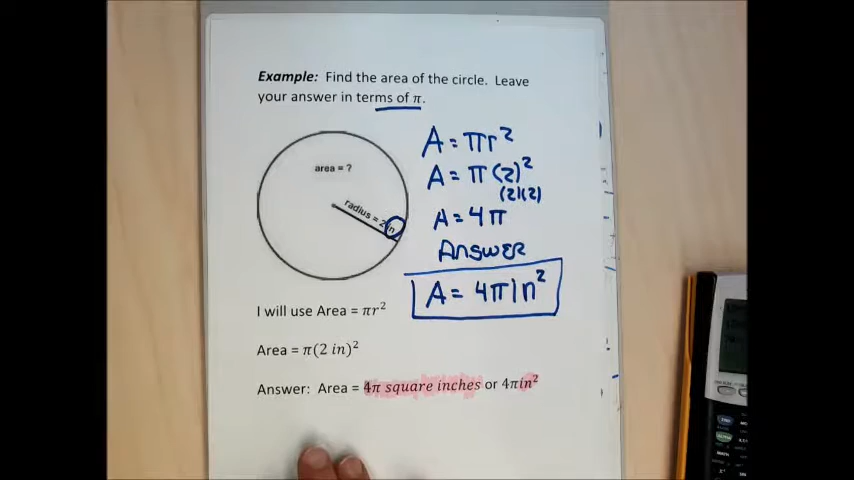 Example: Find the area of the circle. Leave
your answer in terms of π.
area = ?
radius = 2 in
A = πr²
A = π(2)²
(2)(2)
A = 4π
Answer
A = 4π in²
I will use Area = πr²
Area = π(2 in)²
Answer: Area = 4π square inches or 4πin²